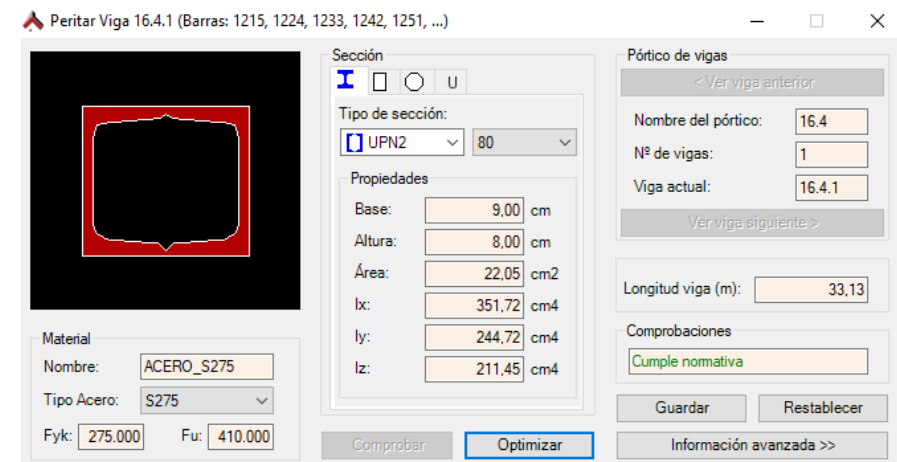 Peritar Viga 16.4.1 (Barras: 1215, 1224, 1233, 1242, 1251, ...)
Sección
U
Tipo de sección:
UPN2 80
Propiedades
Base: 9,00 cm
Altura: 8,00 cm
Área: 22,05 cm2
Ix: 351,72 cm4
Iy: 244,72 cm4
Iz: 211,45 cm4
Comprobar Optimizar
Material
Nombre: ACERO_S275
Tipo Acero: S275
Fyk: 275.000 Fu: 410.000
Pórtico de vigas
< Ver viga anterior
Nombre del pórtico: 16.4
Nº de vigas: 1
Viga actual: 16.4.1
Ver viga siguiente >
Longitud viga (m): 33,13
Comprobaciones
Cumple normativa
Guardar Restablecer
Información avanzada >>